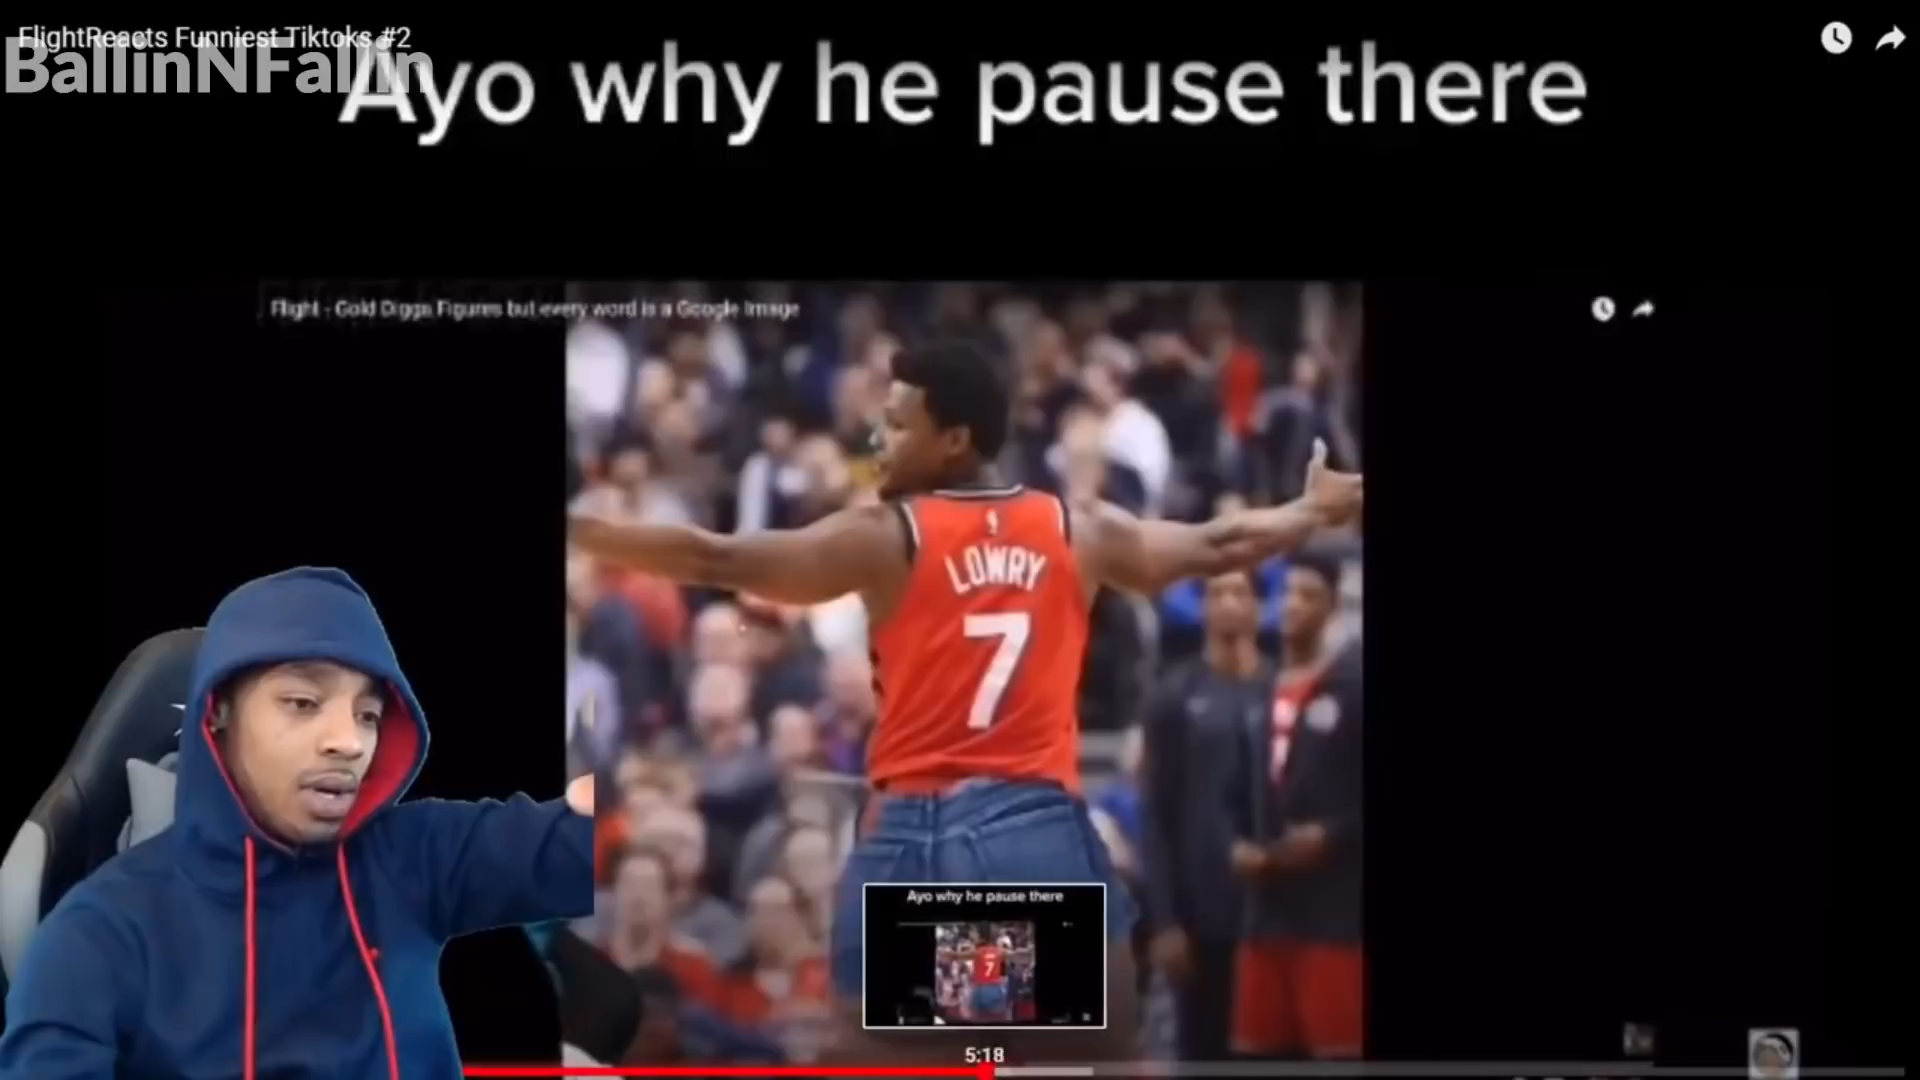 FlightReacts Funniest Tiktoks #2
BallinNFallin
Ayo why he pause there
Flight - Gold Digga Figures but every word is a Google Image
LOWRY
7
Ayo why he pause there
7
5:18